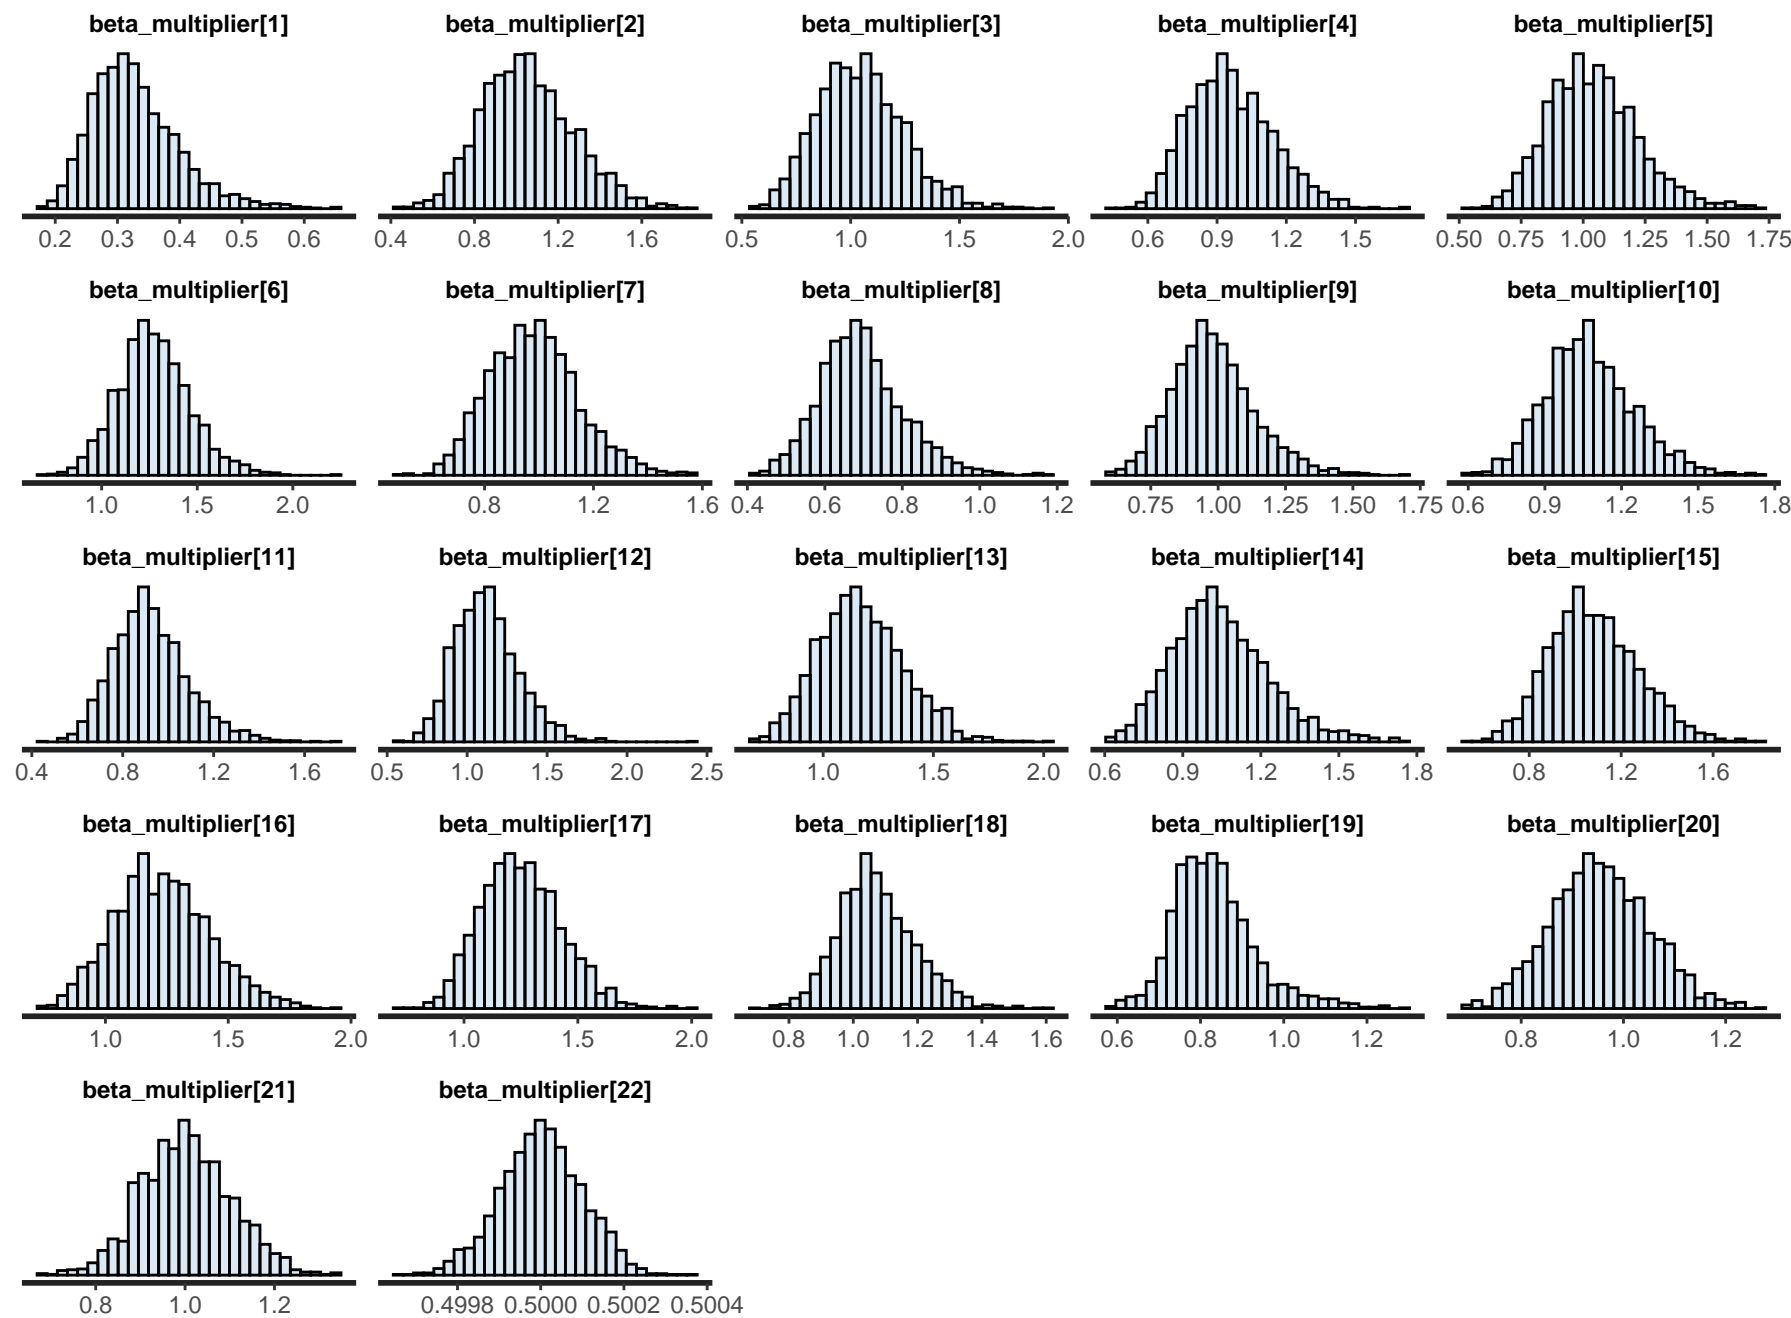 beta_multiplier[1] beta_multiplier[2] beta_multiplier[3] beta_multiplier[4] beta_multiplier[5]
0.2 0.3 0.4 0.5 0.6 0.4 0.8 1.2 1.6 0.5 1.0 1.5 2.0 0.6 0.9 1.2 1.5 0.50 0.75 1.00 1.25 1.50 1.75
beta_multiplier[6] beta_multiplier[7] beta_multiplier[8] beta_multiplier[9] beta_multiplier[10]
1.0 1.5 2.0 0.8 1.2 1.6 0.4 0.6 0.8 1.0 1.2 0.75 1.00 1.25 1.50 1.75 0.6 0.9 1.2 1.5 1.8
beta_multiplier[11] beta_multiplier[12] beta_multiplier[13] beta_multiplier[14] beta_multiplier[15]
0.4 0.8 1.2 1.6 0.5 1.0 1.5 2.0 2.5 1.0 1.5 2.0 0.6 0.9 1.2 1.5 1.8 0.8 1.2 1.6
beta_multiplier[16] beta_multiplier[17] beta_multiplier[18] beta_multiplier[19] beta_multiplier[20]
1.0 1.5 2.0 1.0 1.5 2.0 0.8 1.0 1.2 1.4 1.6 0.6 0.8 1.0 1.2 0.8 1.0 1.2
beta_multiplier[21] beta_multiplier[22]
0.8 1.0 1.2 0.4998 0.5000 0.5002 0.5004